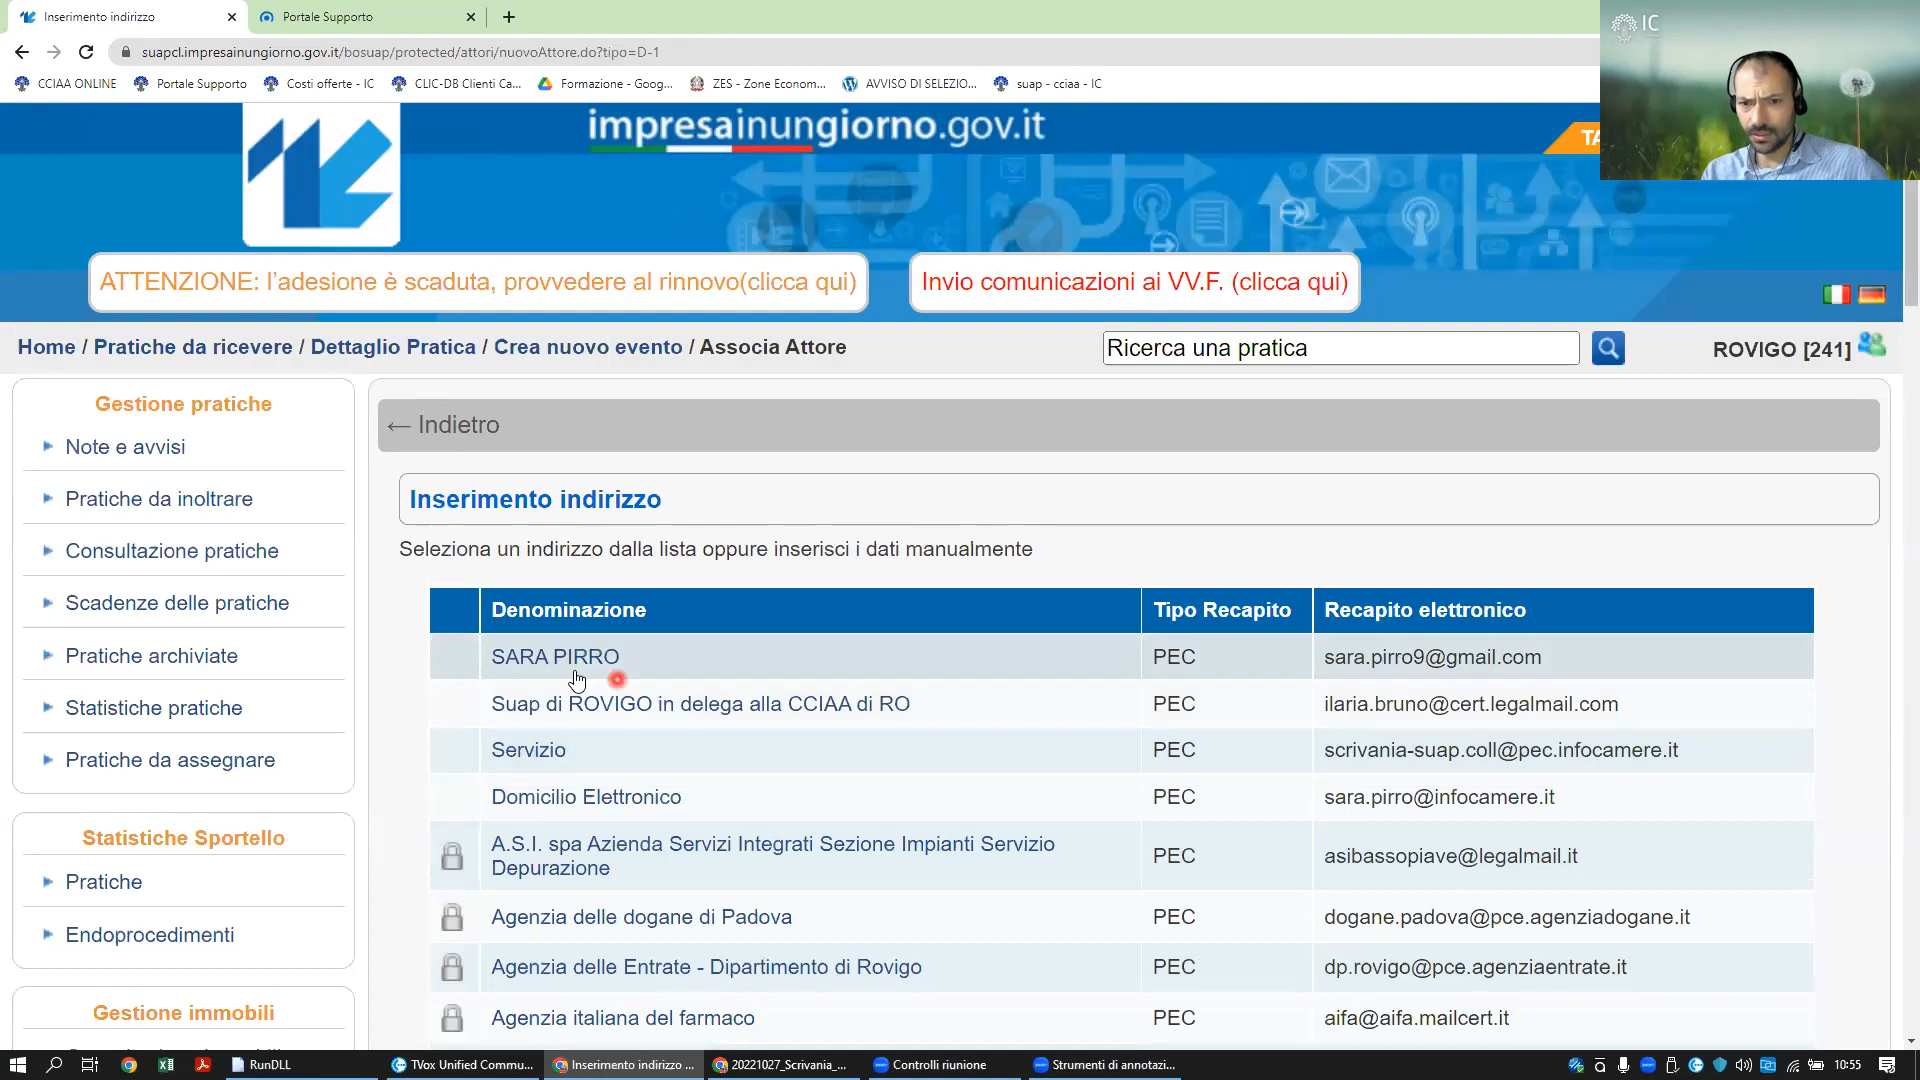 Inserimento indirizzo
Portale Supporto
suapcl.impresainungiorno.gov.it/bosuap/protected/attori/nuovoAttore.do?tipo=D-1
CCIAA ONLINE
Portale Supporto
Costi offerte - IC
CLIC-DB Clienti Ca...
Formazione - Goog...
ZES - Zone Econom...
AVVISO DI SELEZIO...
suap - cciaa - IC
IC
impresainungiorno.gov.it
TA
ATTENZIONE: l'adesione è scaduta, provvedere al rinnovo(clicca qui)
Invio comunicazioni ai VV.F. (clicca qui)
Home / Pratiche da ricevere / Dettaglio Pratica / Crea nuovo evento / Associa Attore
Ricerca una pratica
ROVIGO [241]
Gestione pratiche
Note e avvisi
Pratiche da inoltrare
Consultazione pratiche
Scadenze delle pratiche
Pratiche archiviate
Statistiche pratiche
Pratiche da assegnare
Statistiche Sportello
Pratiche
Endoprocedimenti
Gestione immobili
← Indietro
Inserimento indirizzo
Seleziona un indirizzo dalla lista oppure inserisci i dati manualmente
Denominazione Tipo Recapito Recapito elettronico
SARA PIRRO PEC sara.pirro9@gmail.com
Suap di ROVIGO in delega alla CCIAA di RO PEC ilaria.bruno@cert.legalmail.com
Servizio PEC scrivania-suap.coll@pec.infocamere.it
Domicilio Elettronico PEC sara.pirro@infocamere.it
A.S.I. spa Azienda Servizi Integrati Sezione Impianti Servizio
Depurazione PEC asibassopiave@legalmail.it
Agenzia delle dogane di Padova PEC dogane.padova@pce.agenziadogane.it
Agenzia delle Entrate - Dipartimento di Rovigo PEC dp.rovigo@pce.agenziaentrate.it
Agenzia italiana del farmaco PEC aifa@aifa.mailcert.it
RunDLL
TVox Unified Commu...
Inserimento indirizzo ...
20221027_Scrivania_...
Controlli riunione
Strumenti di annotazi...
10:55